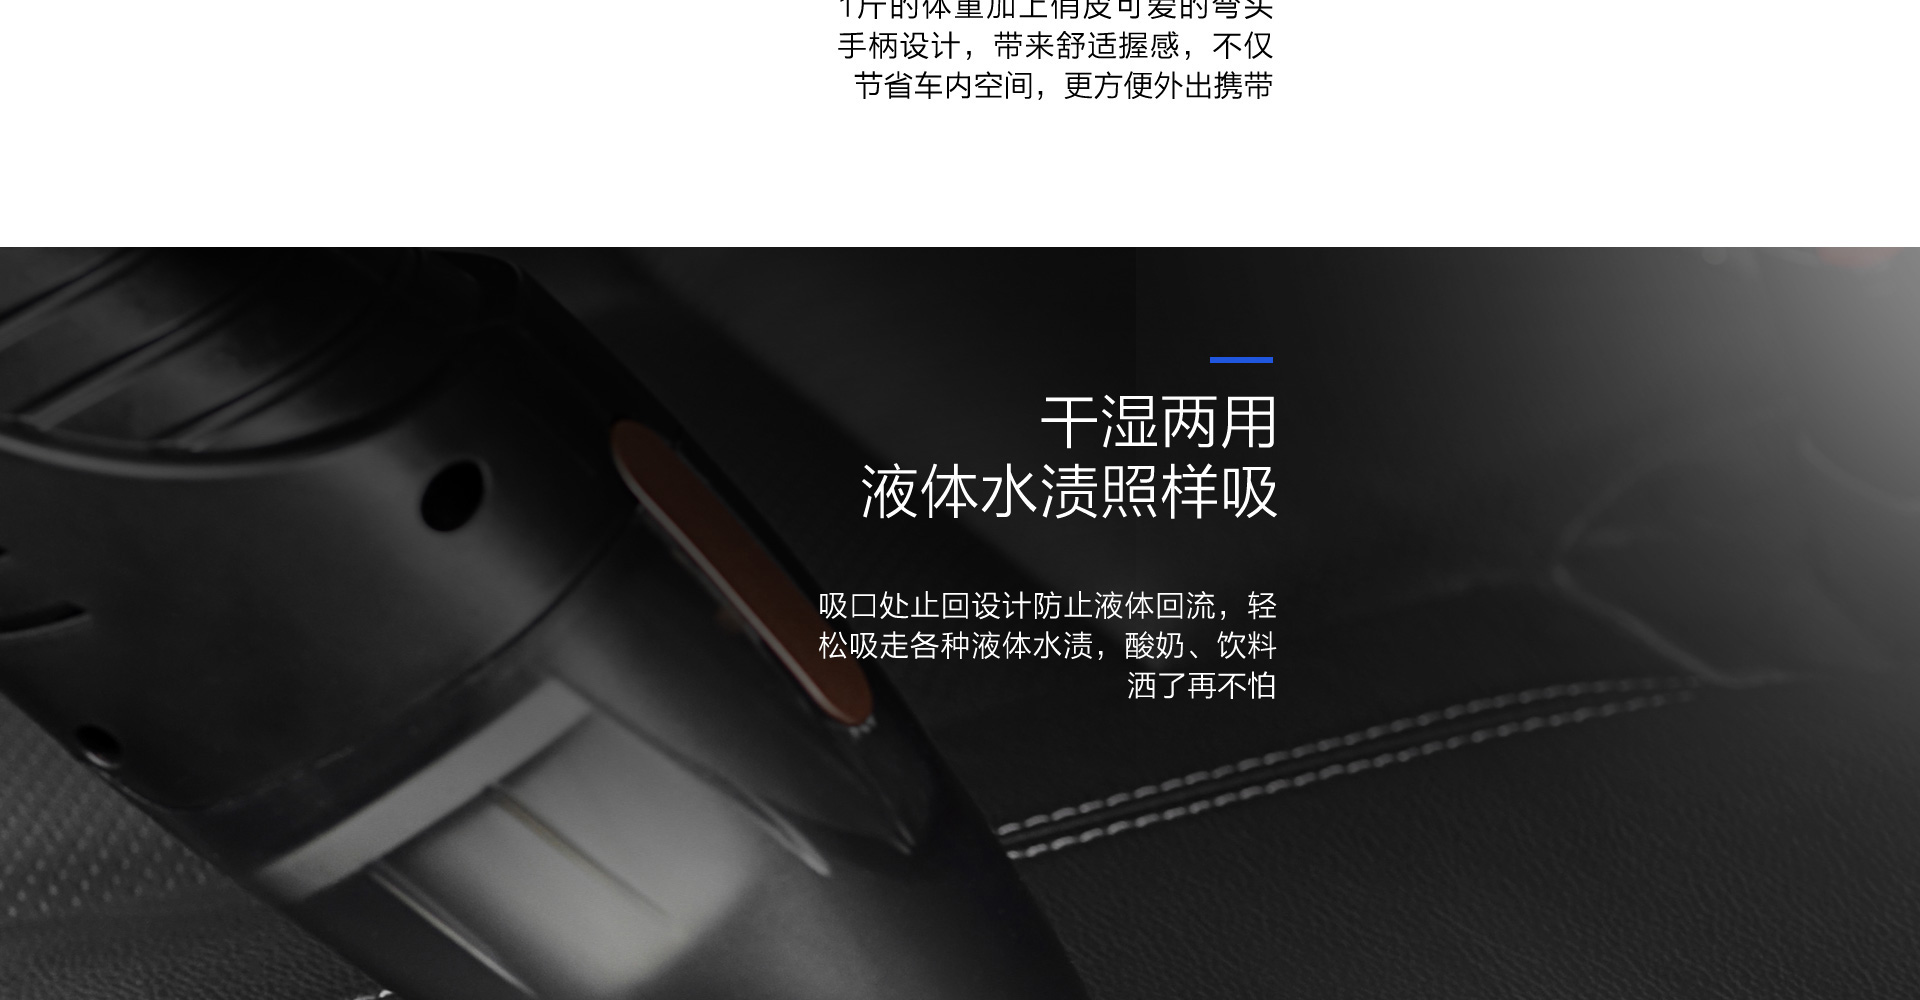 1斤的体重加上俏皮可爱的弯头
手柄设计，带来舒适握感，不仅
节省车内空间，更方便外出携带
干湿两用
液体水渍照样吸
吸口处止回设计防止液体回流，轻
松吸走各种液体水渍，酸奶、饮料
洒了再不怕